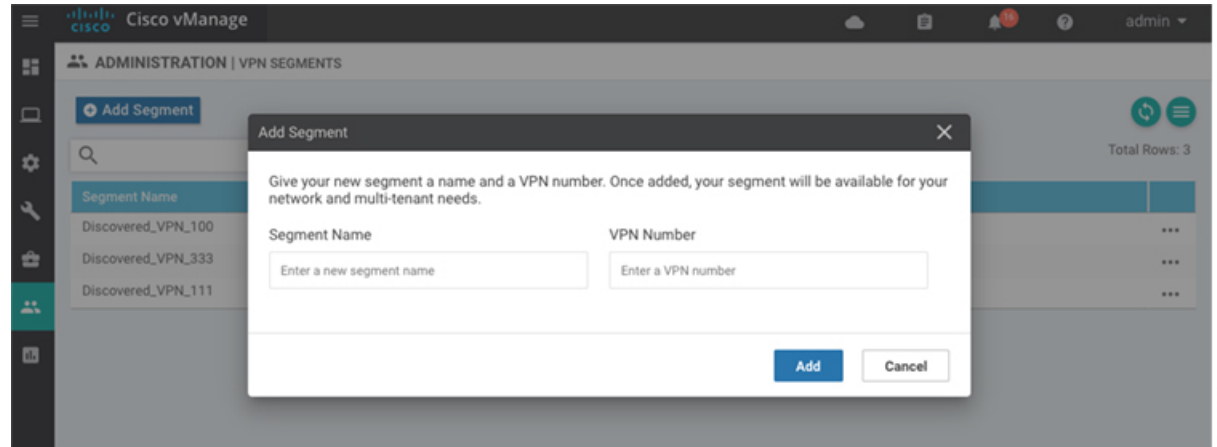 cisco Cisco vManage 16 admin
ADMINISTRATION | VPN SEGMENTS
Add Segment
Total Rows: 3
Segment Name
Discovered_VPN_100
Discovered_VPN_333
Discovered_VPN_111
Add Segment
Give your new segment a name and a VPN number. Once added, your segment will be available for your
network and multi-tenant needs.
Segment Name VPN Number
Enter a new segment name Enter a VPN number
Add Cancel